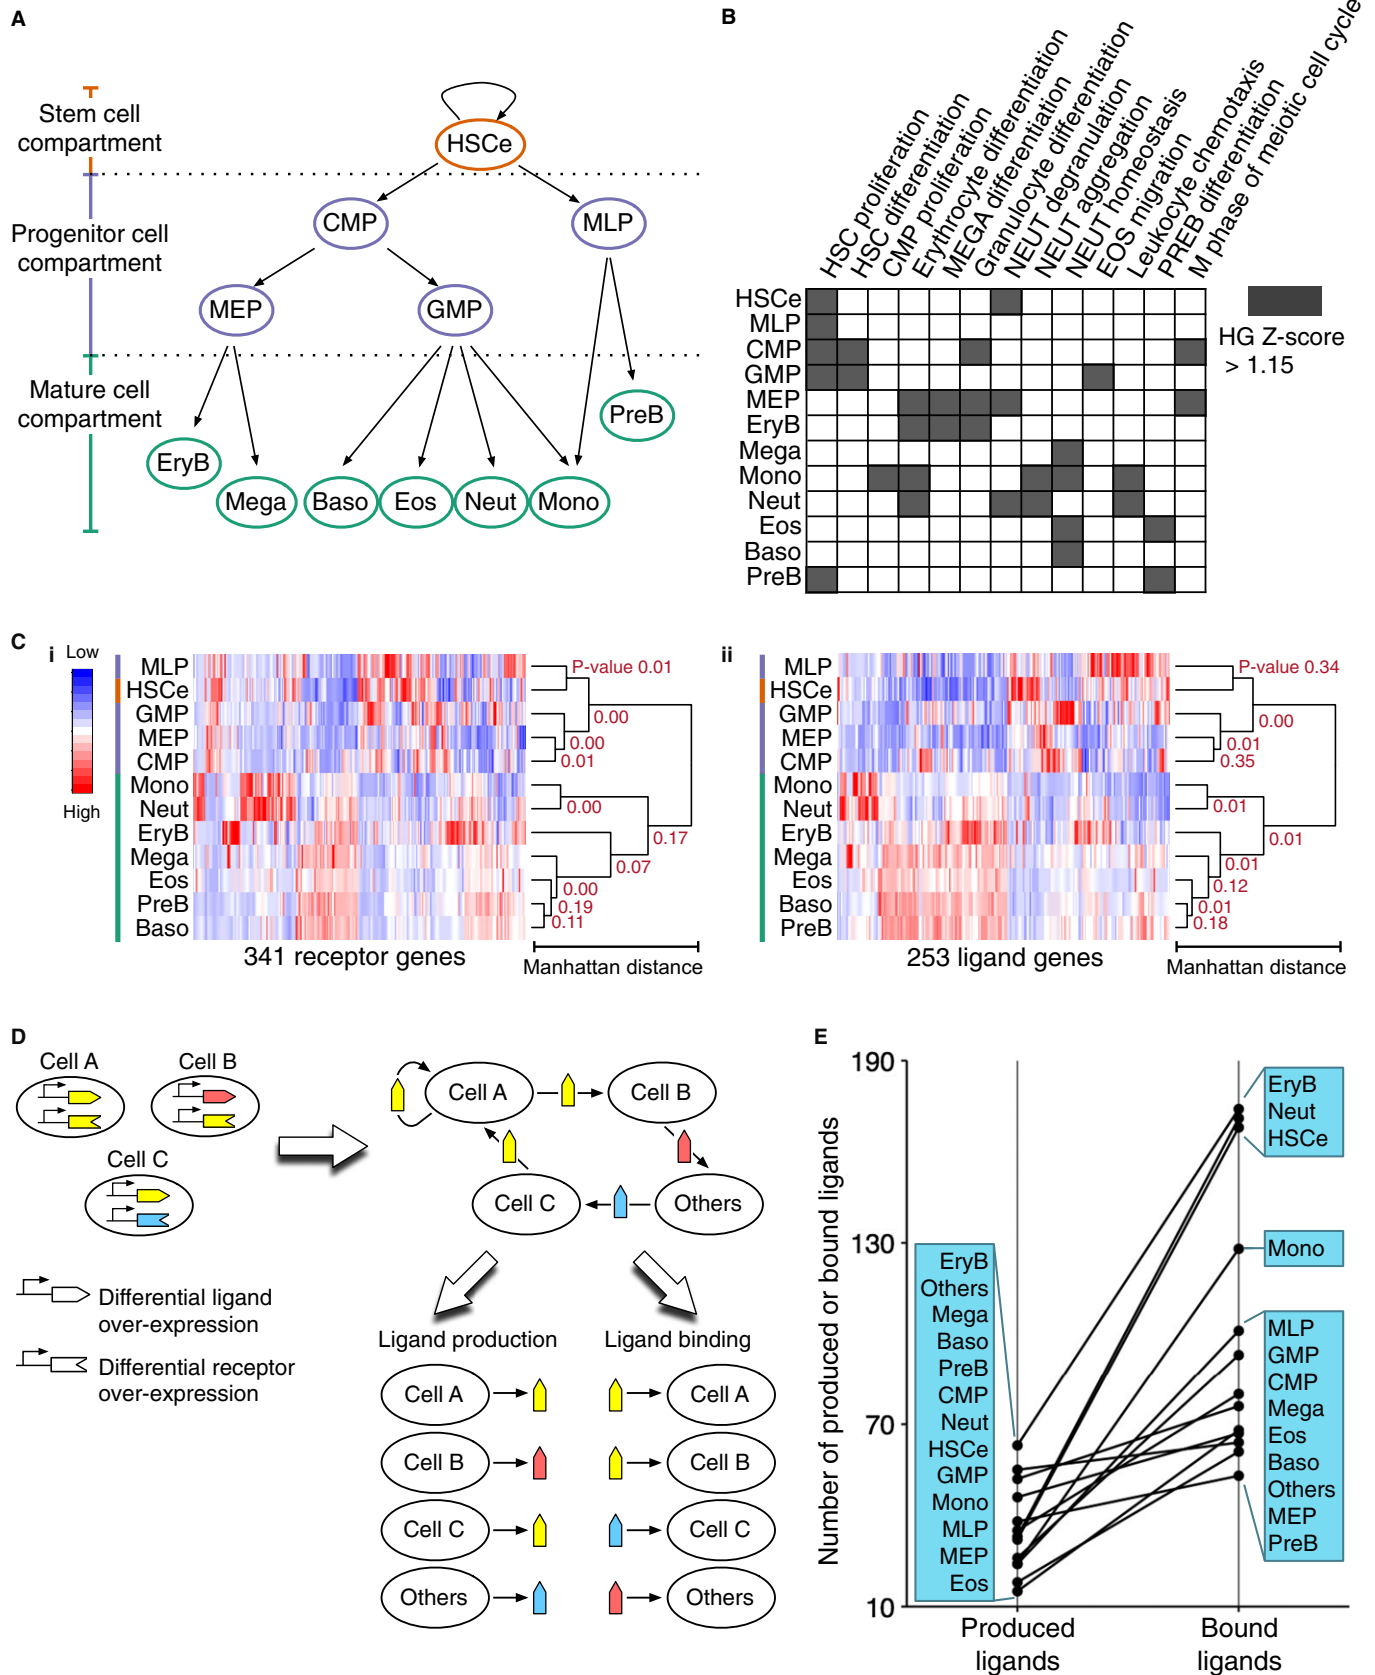 A
Stem cell
compartment
Progenitor cell
compartment
Mature cell
compartment
HSCe
CMP
MLP
MEP
GMP
PreB
EryB
Mega
Baso
Eos
Neut
Mono
B
HSC proliferation
HSC differentiation
CMP proliferation
Erythrocyte differentiation
MEGA differentiation
Granulocyte differentiation
NEUT degranulation
NEUT aggregation
NEUT homeostasis
EOS migration
Leukocyte chemotaxis
PREB differentiation
M phase of meiotic cell cycle
HSCe
MLP
CMP
GMP
MEP
EryB
Mega
Mono
Neut
Eos
Baso
PreB
HG Z-score
> 1.15
C
i
Low
High
MLP
HSCe
GMP
MEP
CMP
Mono
Neut
EryB
Mega
Eos
PreB
Baso
P-value 0.01
0.00
0.00
0.01
0.00
0.17
0.07
0.00
0.19
0.11
341 receptor genes
Manhattan distance
ii
MLP
HSCe
GMP
MEP
CMP
Mono
Neut
EryB
Mega
Eos
Baso
PreB
P-value 0.34
0.00
0.01
0.35
0.01
0.01
0.01
0.12
0.01
0.18
253 ligand genes
Manhattan distance
D
Cell A
Cell B
Cell C
Differential ligand
over-expression
Differential receptor
over-expression
Cell A
Cell B
Cell C
Others
Ligand production
Cell A
Cell B
Cell C
Others
Ligand binding
Cell A
Cell B
Cell C
Others
E
Number of produced or bound ligands
190
130
70
10
EryB
Others
Mega
Baso
PreB
CMP
Neut
HSCe
GMP
Mono
MLP
MEP
Eos
EryB
Neut
HSCe
Mono
MLP
GMP
CMP
Mega
Eos
Baso
Others
MEP
PreB
Produced
ligands
Bound
ligands